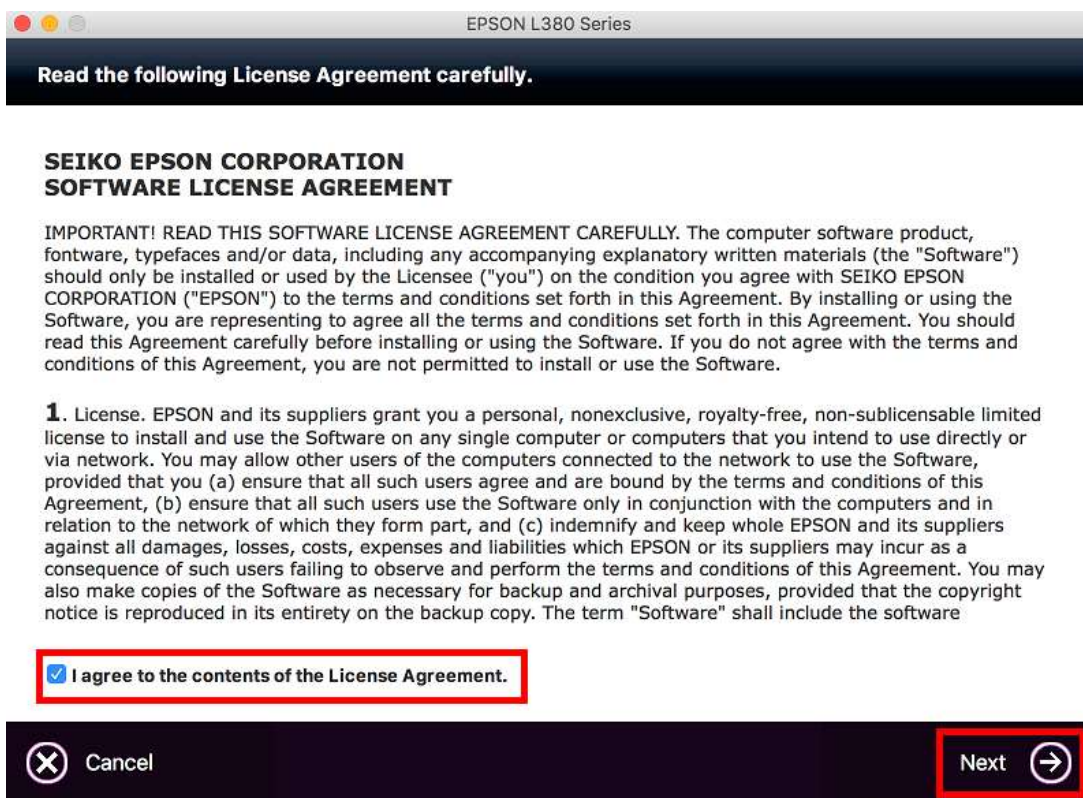 EPSON L380 Series
Read the following License Agreement carefully.
SEIKO EPSON CORPORATION
SOFTWARE LICENSE AGREEMENT
IMPORTANT! READ THIS SOFTWARE LICENSE AGREEMENT CAREFULLY. The computer software product,
fontware, typefaces and/or data, including any accompanying explanatory written materials (the "Software")
should only be installed or used by the Licensee ("you") on the condition you agree with SEIKO EPSON
CORPORATION ("EPSON") to the terms and conditions set forth in this Agreement. By installing or using the
Software, you are representing to agree all the terms and conditions set forth in this Agreement. You should
read this Agreement carefully before installing or using the Software. If you do not agree with the terms and
conditions of this Agreement, you are not permitted to install or use the Software.
1. License. EPSON and its suppliers grant you a personal, nonexclusive, royalty-free, non-sublicensable limited
license to install and use the Software on any single computer or computers that you intend to use directly or
via network. You may allow other users of the computers connected to the network to use the Software,
provided that you (a) ensure that all such users agree and are bound by the terms and conditions of this
Agreement, (b) ensure that all such users use the Software only in conjunction with the computers and in
relation to the network of which they form part, and (c) indemnify and keep whole EPSON and its suppliers
against all damages, losses, costs, expenses and liabilities which EPSON or its suppliers may incur as a
consequence of such users failing to observe and perform the terms and conditions of this Agreement. You may
also make copies of the Software as necessary for backup and archival purposes, provided that the copyright
notice is reproduced in its entirety on the backup copy. The term "Software" shall include the software
I agree to the contents of the License Agreement.
Cancel
Next